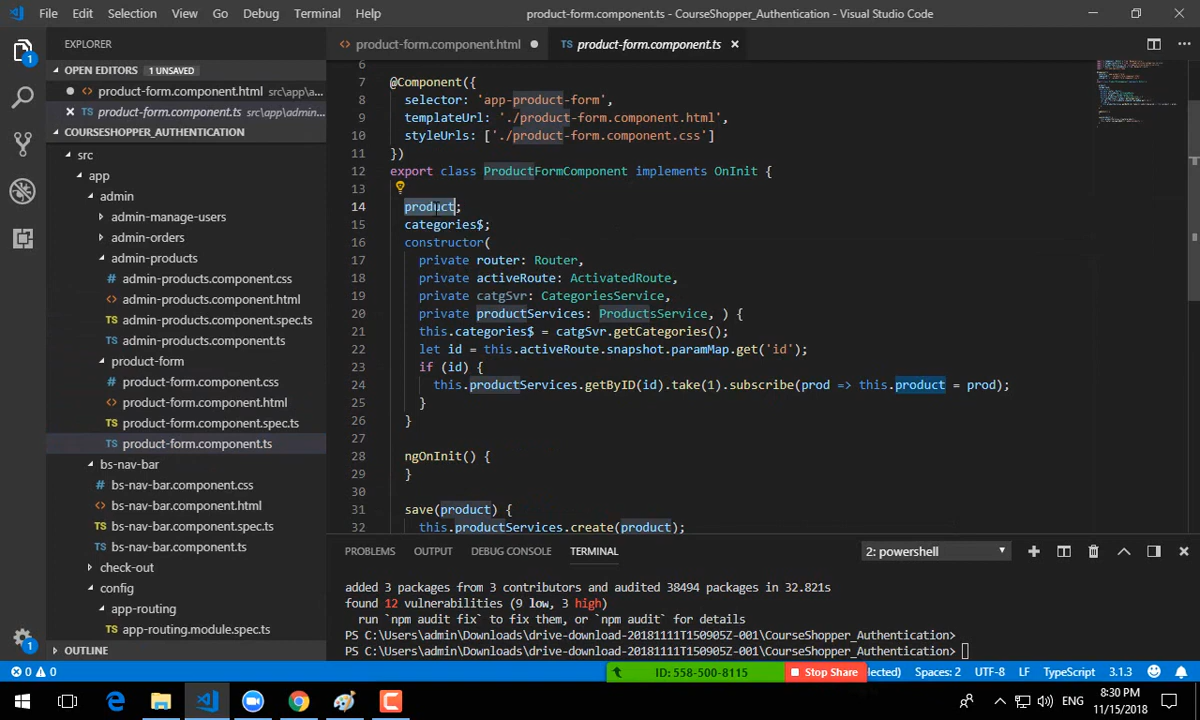 File Edit Selection View Go Debug Terminal Help
product-form.component.ts - CourseShopper_Authentication - Visual Studio Code
EXPLORER
OPEN EDITORS 1 UNSAVED
product-form.component.html src\app\a...
product-form.component.ts src\app\admin...
COURSESHOPPER_AUTHENTICATION
src
app
admin
admin-manage-users
admin-orders
admin-products
admin-products.component.css
admin-products.component.html
admin-products.component.spec.ts
admin-products.component.ts
product-form
product-form.component.css
product-form.component.html
product-form.component.spec.ts
product-form.component.ts
bs-nav-bar
bs-nav-bar.component.css
bs-nav-bar.component.html
bs-nav-bar.component.spec.ts
bs-nav-bar.component.ts
check-out
config
app-routing
app-routing.module.spec.ts
OUTLINE
product-form.component.html
TS product-form.component.ts
6
7 @Component({
8 selector: 'app-product-form',
9 templateUrl: './product-form.component.html',
10 styleUrls: ['./product-form.component.css']
11 })
12 export class ProductFormComponent implements OnInit {
13
14 product;
15 categories$;
16 constructor(
17 private router: Router,
18 private activeRoute: ActivatedRoute,
19 private catgSvr: CategoriesService,
20 private productServices: ProductsService, ) {
21 this.categories$ = catgSvr.getCategories();
22 let id = this.activeRoute.snapshot.paramMap.get('id');
23 if (id) {
24 this.productServices.getByID(id).take(1).subscribe(prod => this.product = prod);
25 }
26 }
27
28 ngOnInit() {
29 }
30
31 save(product) {
32 this.productServices.create(product);
PROBLEMS OUTPUT DEBUG CONSOLE TERMINAL 2: powershell
added 3 packages from 3 contributors and audited 38494 packages in 32.821s
found 12 vulnerabilities (9 low, 3 high)
run `npm audit fix` to fix them, or `npm audit` for details
PS C:\Users\admin\Downloads\drive-download-20181111T150905Z-001\CourseShopper_Authentication>
PS C:\Users\admin\Downloads\drive-download-20181111T150905Z-001\CourseShopper_Authentication>
0 0 ID: 558-500-8115 Stop Share lected) Spaces: 2 UTF-8 LF TypeScript 3.1.3
ENG 8:30 PM
11/15/2018